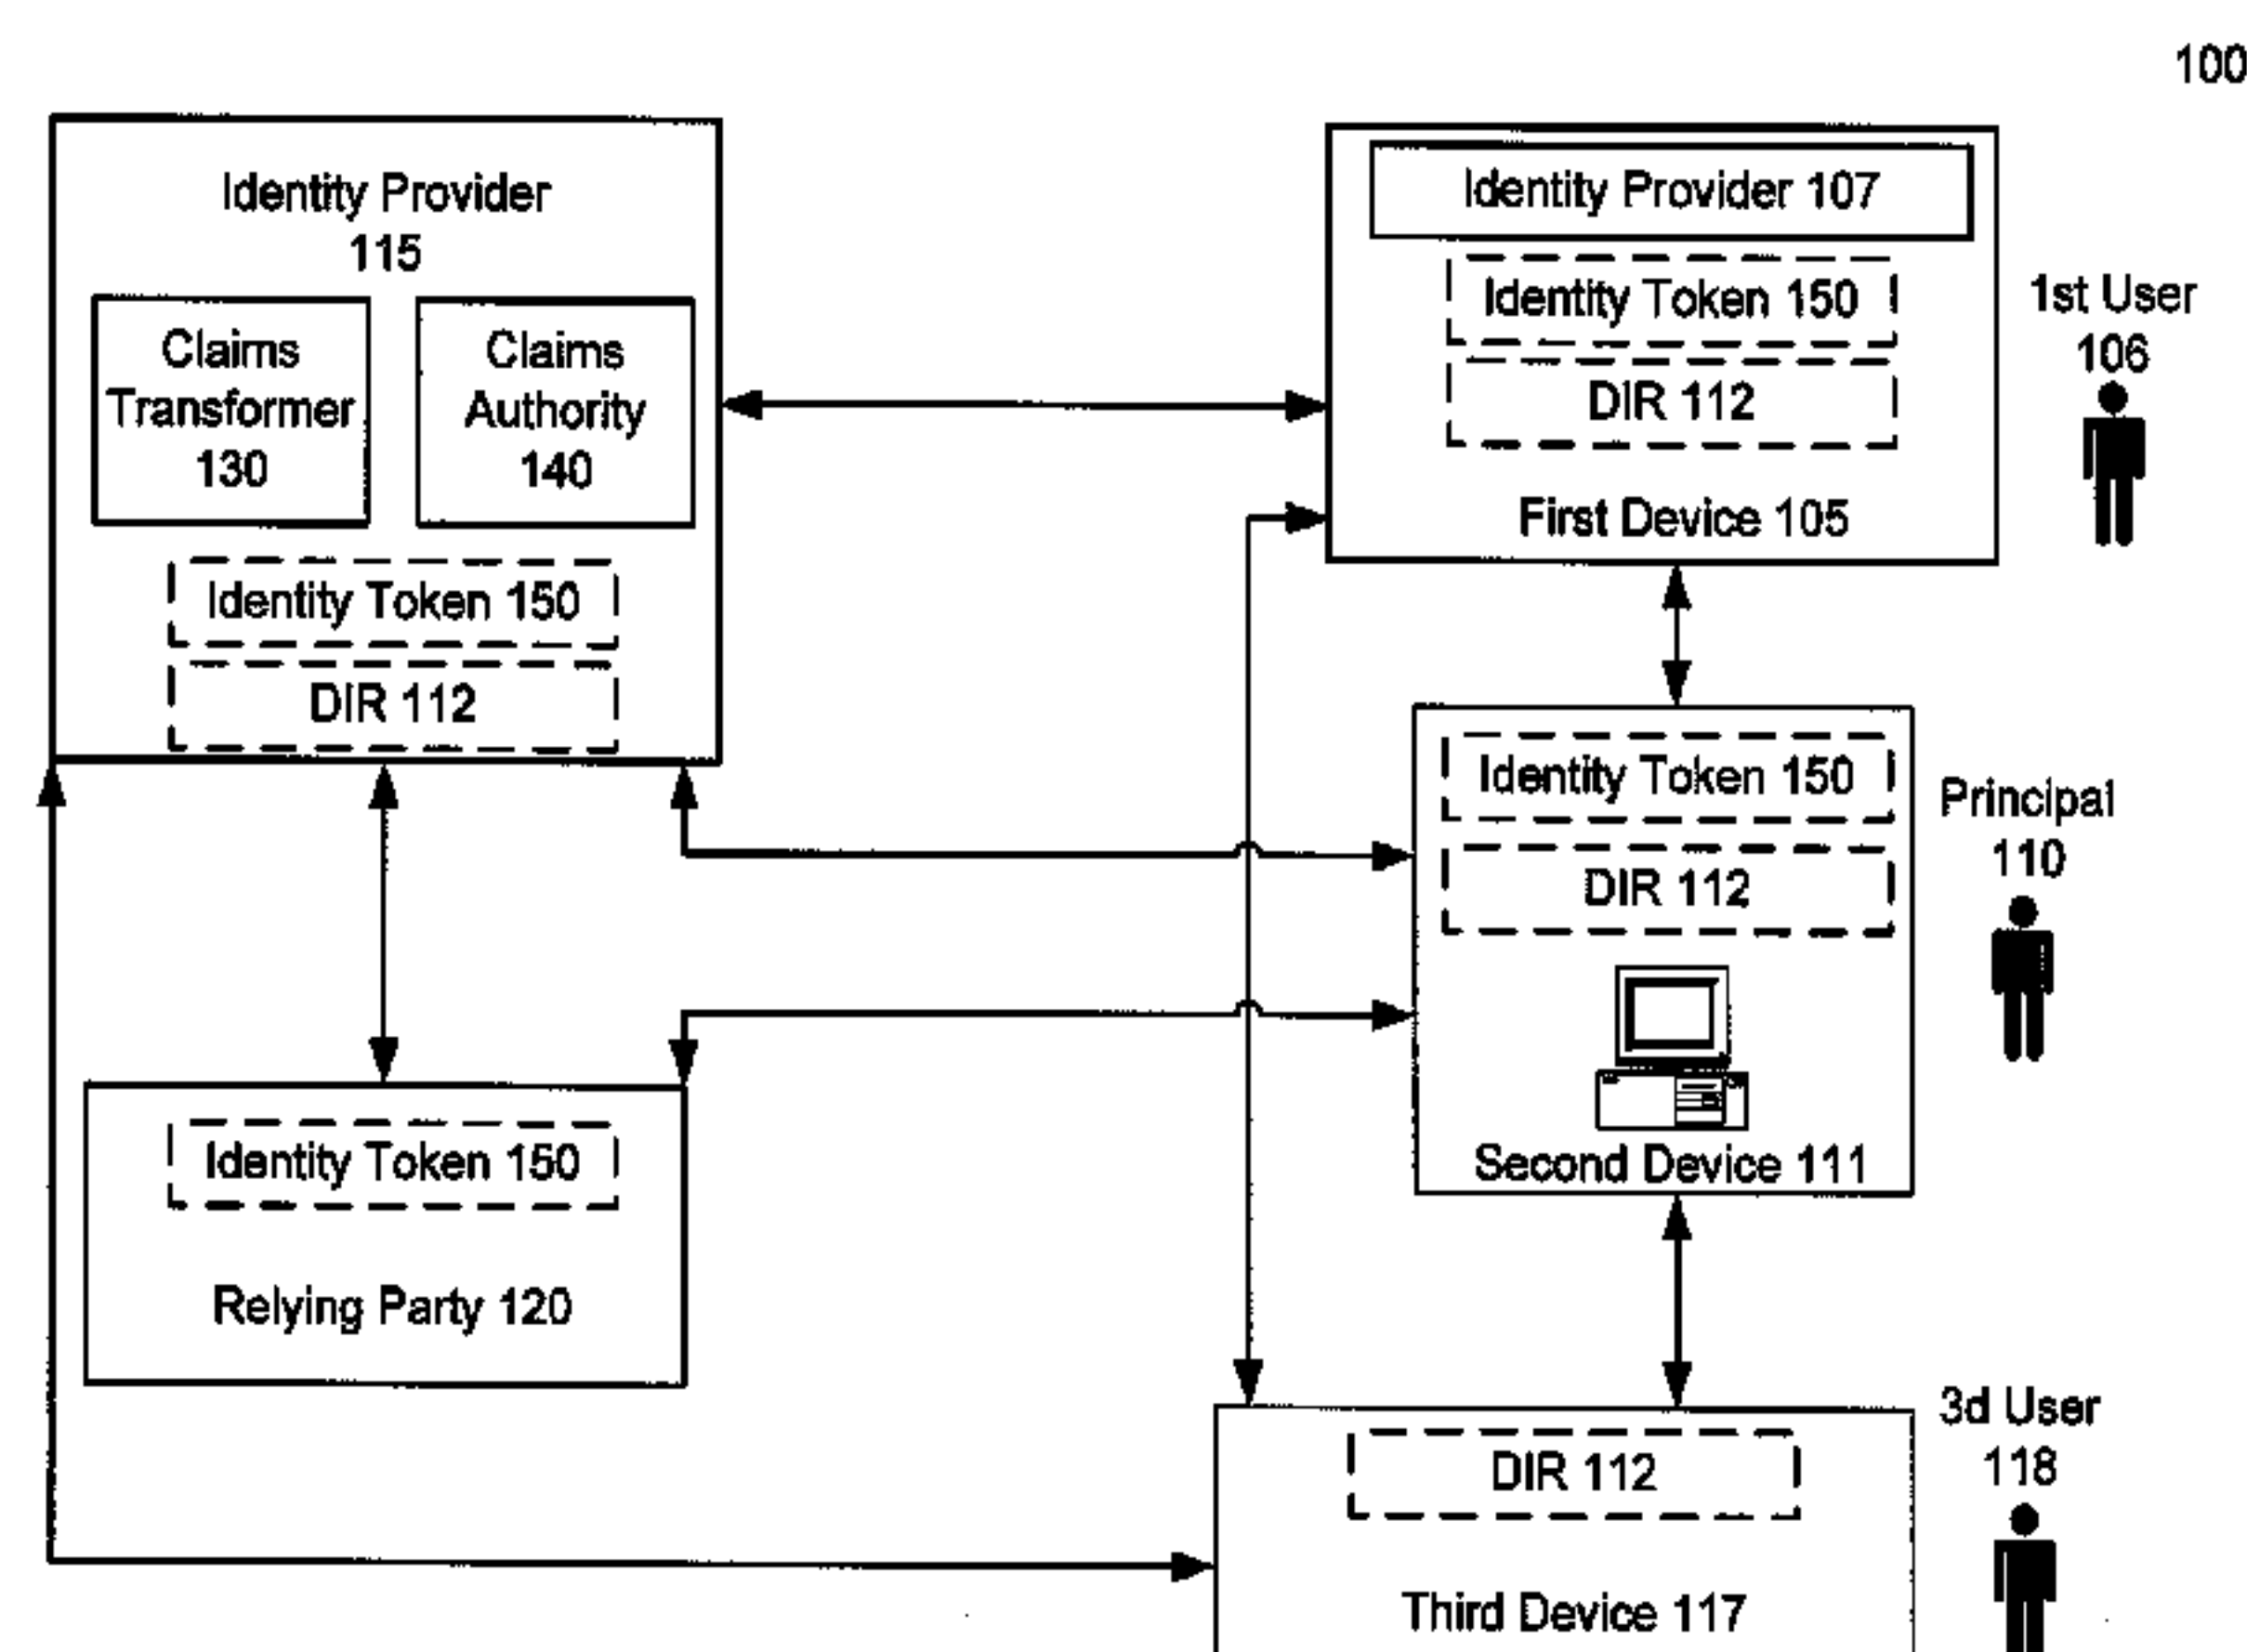 100
Identity Provider
115
Claims
Transformer
130
Claims
Authority
140
Identity Token 150
DIR 112
Identity Provider 107
Identity Token 150
DIR 112
First Device 105
1st User
106
Identity Token 150
DIR 112
Second Device 111
Principal
110
Identity Token 150
Relying Party 120
DIR 112
Third Device 117
3d User
118